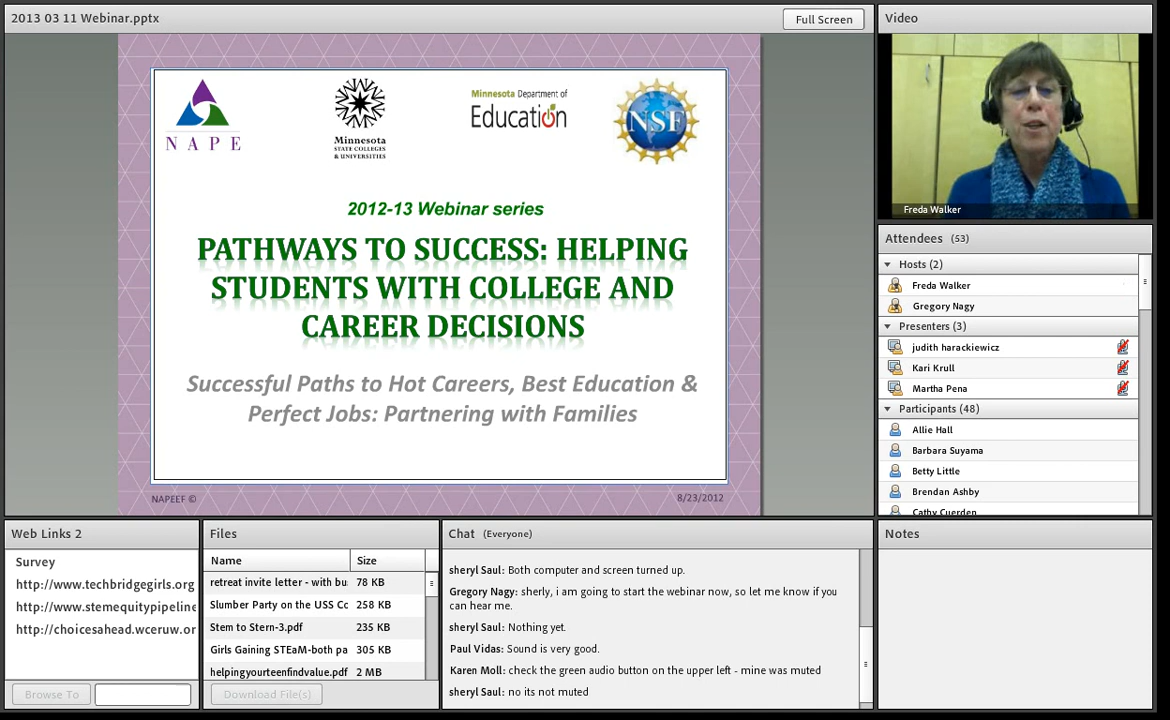 2013 03 11 Webinar.pptx
Full Screen
NAPE
Minnesota
STATE COLLEGES
& UNIVERSITIES
Minnesota Department of
Education
NSF
2012-13 Webinar series
PATHWAYS TO SUCCESS: HELPING
STUDENTS WITH COLLEGE AND
CAREER DECISIONS
Successful Paths to Hot Careers, Best Education &
Perfect Jobs: Partnering with Families
NAPEEF ©
8/23/2012
Video
Freda Walker
Attendees (53)
Hosts (2)
Freda Walker
Gregory Nagy
Presenters (3)
judith harackiewicz
Kari Krull
Martha Pena
Participants (48)
Allie Hall
Barbara Suyama
Betty Little
Brendan Ashby
Cathy Cuerden
Web Links 2
Survey
http://www.techbridgegirls.org
http://www.stemequitypipeline
http://choicesahead.wceruw.or
Browse To
Files
Name Size
retreat invite letter - with bu 78 KB
Slumber Party on the USS Cc 258 KB
Stem to Stern-3.pdf 235 KB
Girls Gaining STEaM-both pa 305 KB
helpingyourteenfindvalue.pdf 2 MB
Download File(s)
Chat (Everyone)
sheryl Saul: Both computer and screen turned up.
Gregory Nagy: sherly, i am going to start the webinar now, so let me know if you
can hear me.
sheryl Saul: Nothing yet.
Paul Vidas: Sound is very good.
Karen Moll: check the green audio button on the upper left - mine was muted
sheryl Saul: no its not muted
Notes